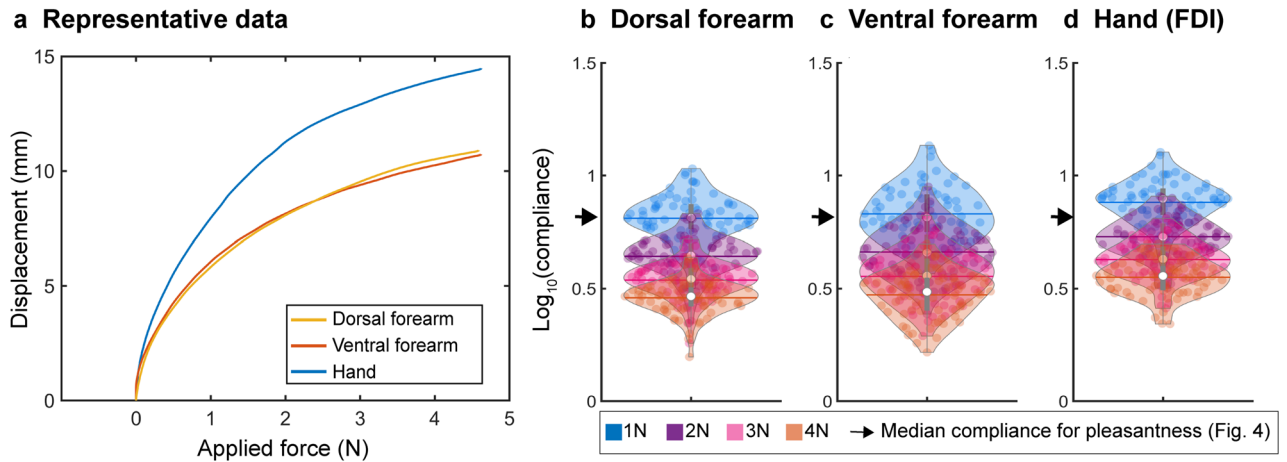 a Representative data
15
10
5
0
Displacement (mm)
0 1 2 3 4 5
Applied force (N)
Dorsal forearm
Ventral forearm
Hand
b Dorsal forearm
1.5
1
0.5
0
Log10(compliance)
c Ventral forearm
1.5
1
0.5
0
d Hand (FDI)
1.5
1
0.5
0
1N 2N 3N 4N Median compliance for pleasantness (Fig. 4)